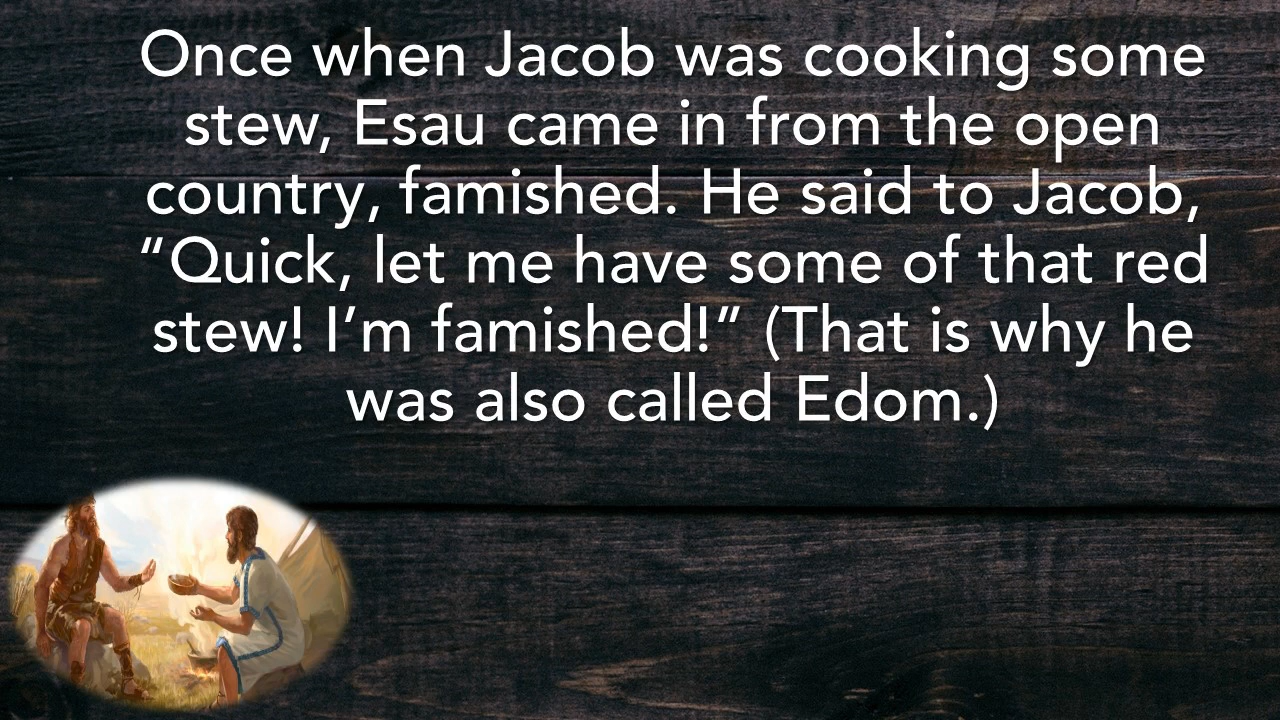 Once when Jacob was cooking some
stew, Esau came in from the open
country, famished. He said to Jacob,
“Quick, let me have some of that red
stew! I’m famished!” (That is why he
was also called Edom.)